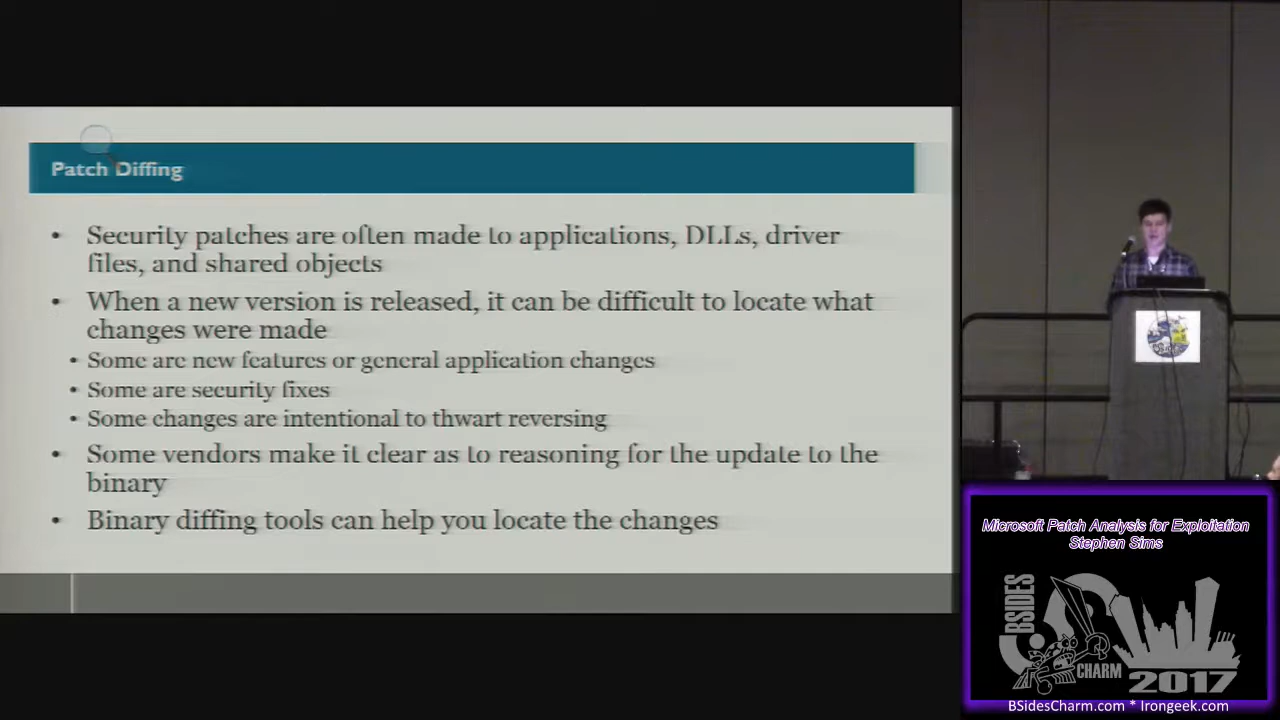 Patch Diffing
• Security patches are often made to applications, DLLs, driver
files, and shared objects
• When a new version is released, it can be difficult to locate what
changes were made
• Some are new features or general application changes
• Some are security fixes
• Some changes are intentional to thwart reversing
• Some vendors make it clear as to reasoning for the update to the
binary
• Binary diffing tools can help you locate the changes
Microsoft Patch Analysis for Exploitation
Stephen Sims
BSIDES
CHARM
2017
BSidesCharm.com * Irongeek.com